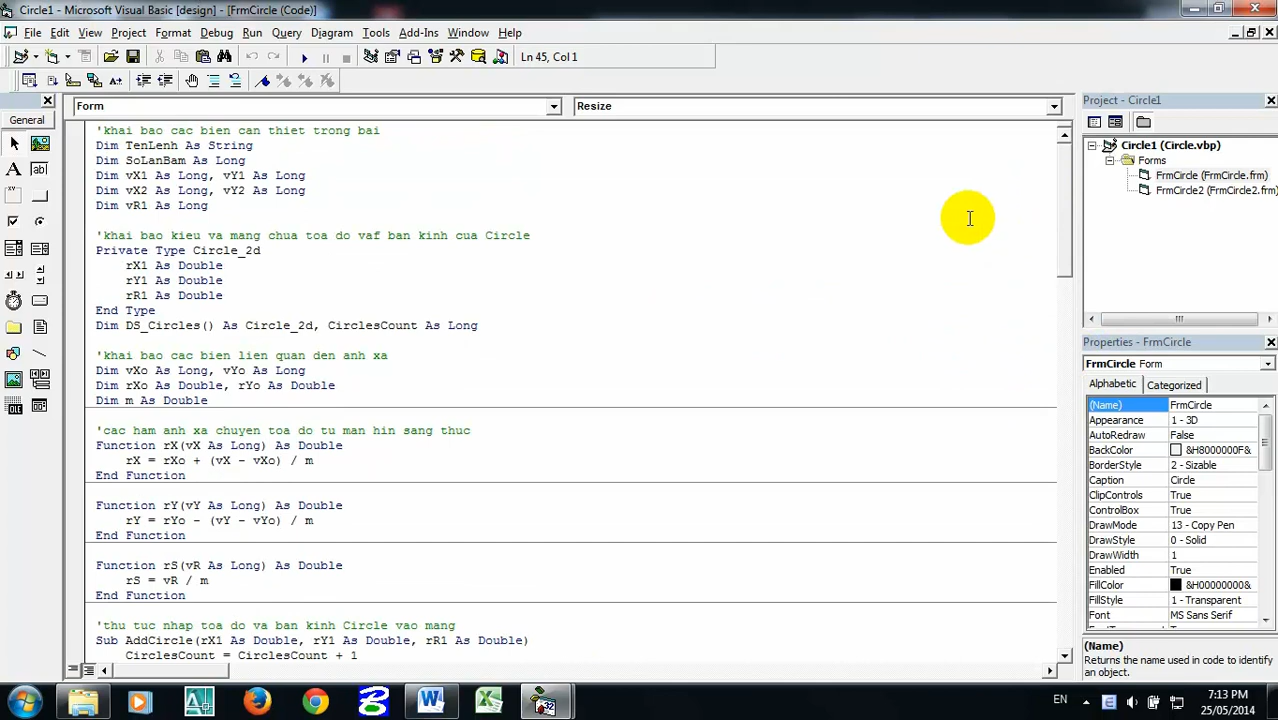 Circle1 - Microsoft Visual Basic [design] - [FrmCircle (Code)]
File Edit View Project Format Debug Run Query Diagram Tools Add-Ins Window Help
Ln 45, Col 1
General
Form
Resize
'khai bao cac bien can thiet trong bai
Dim TenLenh As String
Dim SoLanBam As Long
Dim vX1 As Long, vY1 As Long
Dim vX2 As Long, vY2 As Long
Dim vR1 As Long
'khai bao kieu va mang chua toa do vaf ban kinh cua Circle
Private Type Circle_2d
rX1 As Double
rY1 As Double
rR1 As Double
End Type
Dim DS_Circles() As Circle_2d, CirclesCount As Long
'khai bao cac bien lien quan den anh xa
Dim vXo As Long, vYo As Long
Dim rXo As Double, rYo As Double
Dim m As Double
'cac ham anh xa chuyen toa do tu man hin sang thuc
Function rX(vX As Long) As Double
rX = rXo + (vX - vXo) / m
End Function
Function rY(vY As Long) As Double
rY = rYo - (vY - vYo) / m
End Function
Function rS(vR As Long) As Double
rS = vR / m
End Function
'thu tuc nhap toa do va ban kinh Circle vao mang
Sub AddCircle(rX1 As Double, rY1 As Double, rR1 As Double)
CirclesCount = CirclesCount + 1
Project - Circle1
Circle1 (Circle.vbp)
Forms
FrmCircle (FrmCircle.frm)
FrmCircle2 (FrmCircle2.frm)
Properties - FrmCircle
FrmCircle Form
Alphabetic Categorized
(Name) FrmCircle
Appearance 1 - 3D
AutoRedraw False
BackColor &H8000000F&
BorderStyle 2 - Sizable
Caption Circle
ClipControls True
ControlBox True
DrawMode 13 - Copy Pen
DrawStyle 0 - Solid
DrawWidth 1
Enabled True
FillColor &H00000000&
FillStyle 1 - Transparent
Font MS Sans Serif
(Name)
Returns the name used in code to identify
an object.
EN
7:13 PM
25/05/2014